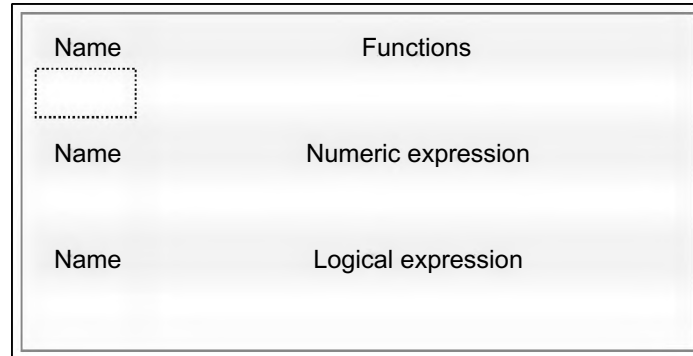 Name Functions
Name Numeric expression
Name Logical expression